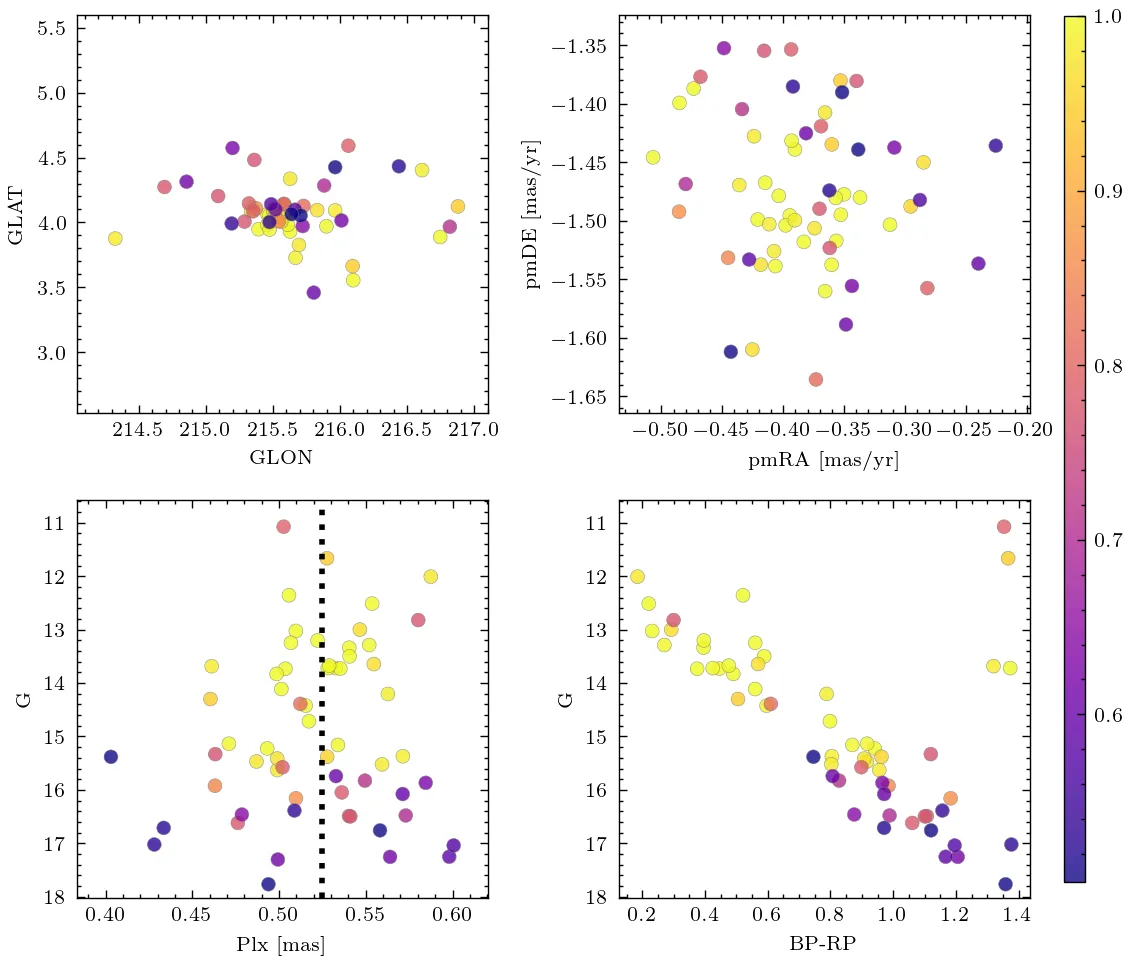 5.5
5.0
4.5
4.0
3.5
3.0
GLAT
214.5 215.0 215.5 216.0 216.5 217.0
GLON
−1.35
−1.40
−1.45
−1.50
−1.55
−1.60
−1.65
pmDE [mas/yr]
−0.50 −0.45 −0.40 −0.35 −0.30 −0.25 −0.20
pmRA [mas/yr]
1.0
0.9
0.8
0.7
0.6
11
12
13
14
15
16
17
18
G
0.40 0.45 0.50 0.55 0.60
Plx [mas]
11
12
13
14
15
16
17
18
G
0.2 0.4 0.6 0.8 1.0 1.2 1.4
BP-RP